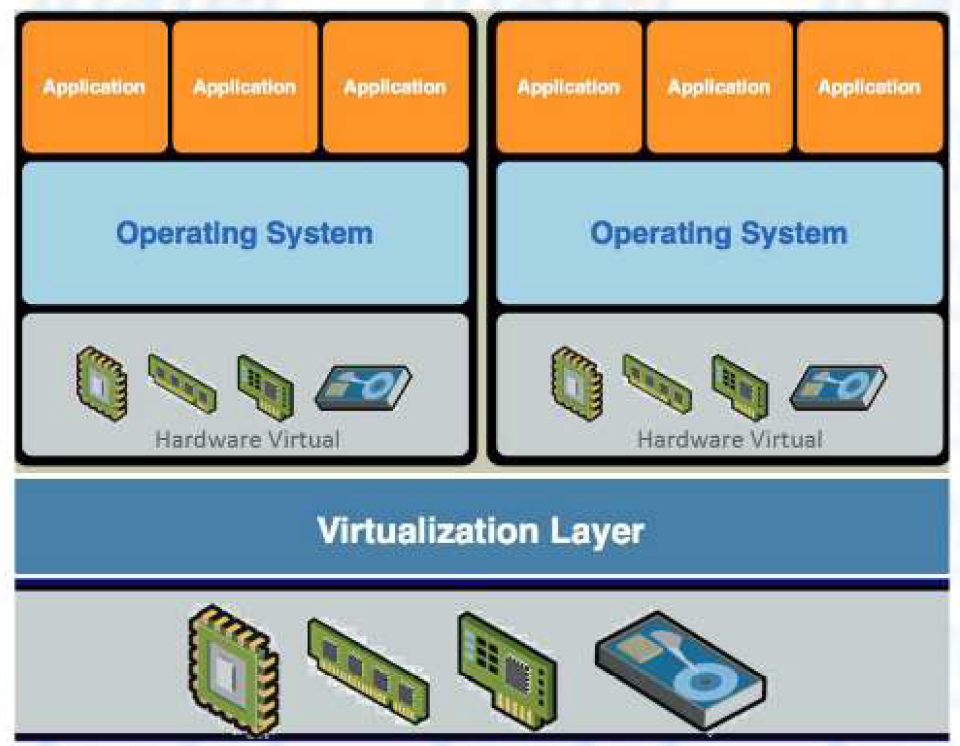 Application Application Application Application Application Application
Operating System Operating System
Hardware Virtual Hardware Virtual
Virtualization Layer